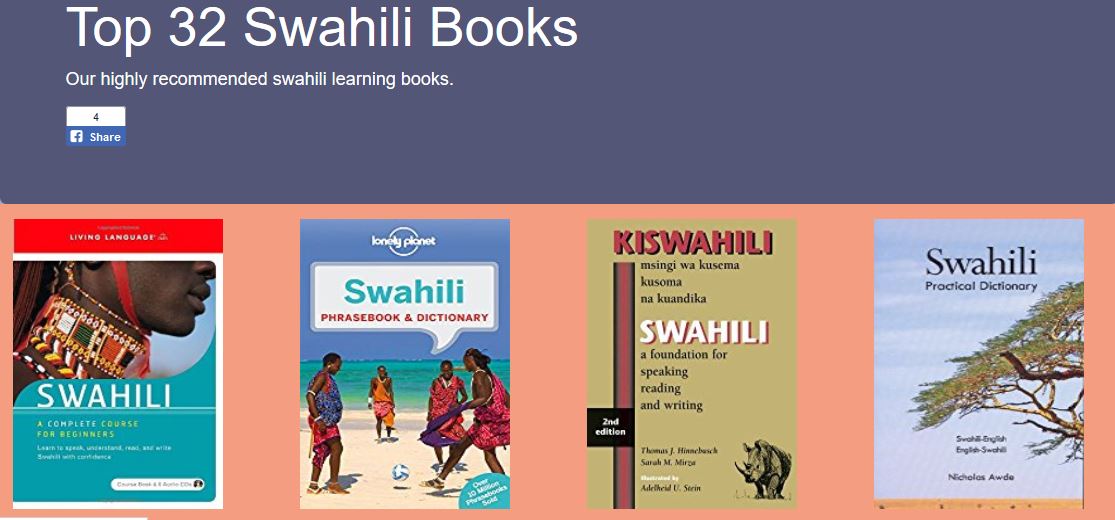 Top 32 Swahili Books
Our highly recommended swahili learning books.
4
Share
LIVING LANGUAGE
SWAHILI
A COMPLETE COURSE
FOR BEGINNERS
Learn to speak, understand, read, and write
Swahili with confidence
Course Book & 6 Audio CDs
lonely planet
Swahili
PHRASEBOOK & DICTIONARY
Over
10 Million
Phrasebooks
Sold
KISWAHILI
msingi wa kusema
kusoma
na kuandika
SWAHILI
a foundation for
speaking
reading
and writing
2nd
edition
Thomas J. Hinnebusch
Sarah M. Mirza
Illustrated by
Adelheid U. Stein
Swahili
Practical Dictionary
Swahili-English
English-Swahili
Nicholas Awde